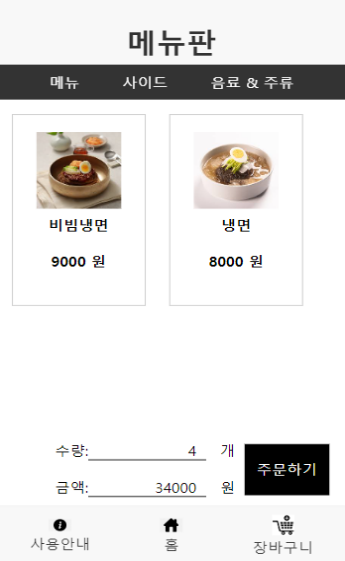 메뉴판
메뉴 사이드 음료 & 주류
비빔냉면 냉면
9000 원 8000 원
수량: 4 개
금액: 34000 원
주문하기
사용안내 홈 장바구니